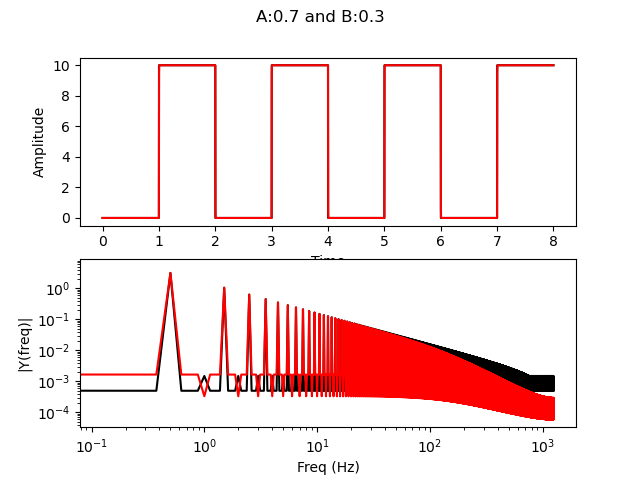 A:0.7 and B:0.3
10
8
6
4
2
0
Amplitude
0 1 2 3 4 5 6 7 8
10⁰
10⁻¹
10⁻²
10⁻³
10⁻⁴
|Y(freq)|
10⁻¹ 10⁰ 10¹ 10² 10³
Freq (Hz)